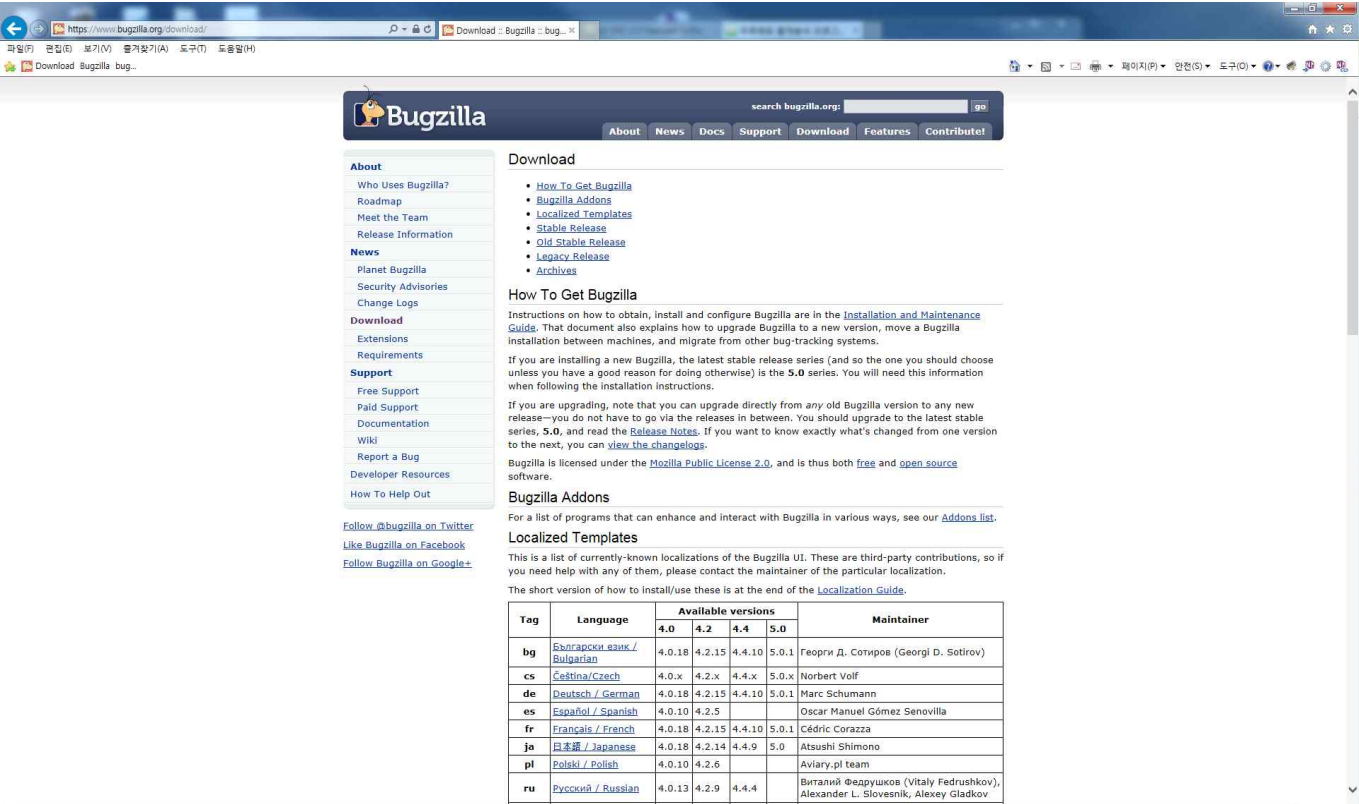 https://www.bugzilla.org/download/
Download :: Bugzilla :: bug...
파일(F) 편집(E) 보기(V) 즐겨찾기(A) 도구(T) 도움말(H)
Download Bugzilla bug...
페이지(P) 안전(S) 도구(O)
Bugzilla
search bugzilla.org:
go
About News Docs Support Download Features Contribute!
About
Who Uses Bugzilla?
Roadmap
Meet the Team
Release Information
News
Planet Bugzilla
Security Advisories
Change Logs
Download
Extensions
Requirements
Support
Free Support
Paid Support
Documentation
Wiki
Report a Bug
Developer Resources
How To Help Out
Follow @bugzilla on Twitter
Like Bugzilla on Facebook
Follow Bugzilla on Google+
Download
• How To Get Bugzilla
• Bugzilla Addons
• Localized Templates
• Stable Release
• Old Stable Release
• Legacy Release
• Archives
How To Get Bugzilla
Instructions on how to obtain, install and configure Bugzilla are in the Installation and Maintenance
Guide. That document also explains how to upgrade Bugzilla to a new version, move a Bugzilla
installation between machines, and migrate from other bug-tracking systems.
If you are installing a new Bugzilla, the latest stable release series (and so the one you should choose
unless you have a good reason for doing otherwise) is the 5.0 series. You will need this information
when following the installation instructions.
If you are upgrading, note that you can upgrade directly from any old Bugzilla version to any new
release—you do not have to go via the releases in between. You should upgrade to the latest stable
series, 5.0, and read the Release Notes. If you want to know exactly what's changed from one version
to the next, you can view the changelogs.
Bugzilla is licensed under the Mozilla Public License 2.0, and is thus both free and open source
software.
Bugzilla Addons
For a list of programs that can enhance and interact with Bugzilla in various ways, see our Addons list.
Localized Templates
This is a list of currently-known localizations of the Bugzilla UI. These are third-party contributions, so if
you need help with any of them, please contact the maintainer of the particular localization.
The short version of how to install/use these is at the end of the Localization Guide.
Tag Language Available versions Maintainer
4.0 4.2 4.4 5.0
bg Български език / Bulgarian 4.0.18 4.2.15 4.4.10 5.0.1 Георги Д. Сотиров (Georgi D. Sotirov)
cs Čeština/Czech 4.0.x 4.2.x 4.4.x 5.0.x Norbert Volf
de Deutsch / German 4.0.18 4.2.15 4.4.10 5.0.1 Marc Schumann
es Español / Spanish 4.0.10 4.2.5 Oscar Manuel Gómez Senovilla
fr Français / French 4.0.18 4.2.15 4.4.10 5.0.1 Cédric Corazza
ja 日本語 / Japanese 4.0.18 4.2.14 4.4.9 5.0 Atsushi Shimono
pl Polski / Polish 4.0.10 4.2.6 Aviary.pl team
ru Русский / Russian 4.0.13 4.2.9 4.4.4 Виталий Федрушков (Vitaly Fedrushkov), Alexander L. Slovesnik, Alexey Gladkov